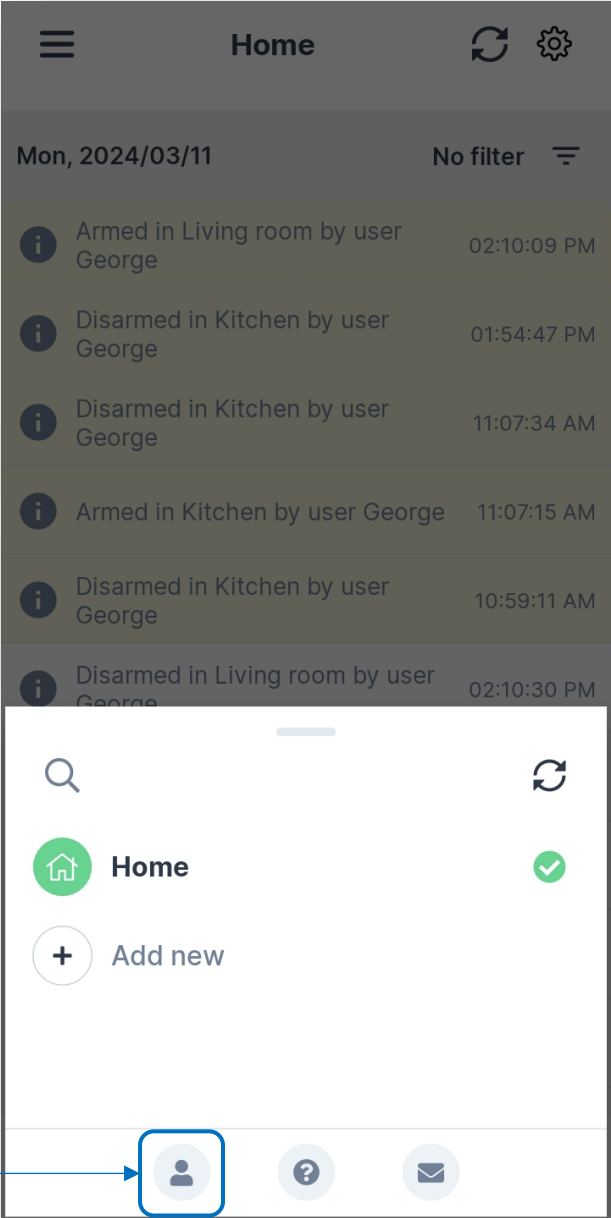 Home
Mon, 2024/03/11 No filter
Armed in Living room by user
George
02:10:09 PM
Disarmed in Kitchen by user
George
01:54:47 PM
Disarmed in Kitchen by user
George
11:07:34 AM
Armed in Kitchen by user George 11:07:15 AM
Disarmed in Kitchen by user
George
10:59:11 AM
Disarmed in Living room by user
George
02:10:30 PM
Home
Add new